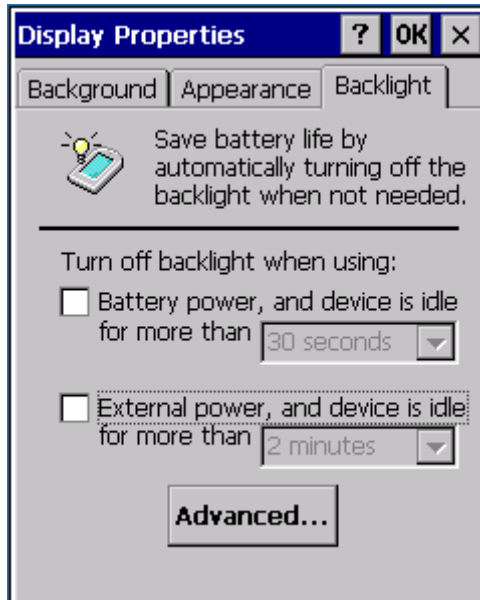 Display Properties ? OK ×
Background Appearance Backlight
Save battery life by
automatically turning off the
backlight when not needed.
Turn off backlight when using:
Battery power, and device is idle
for more than 30 seconds
External power, and device is idle
for more than 2 minutes
Advanced...